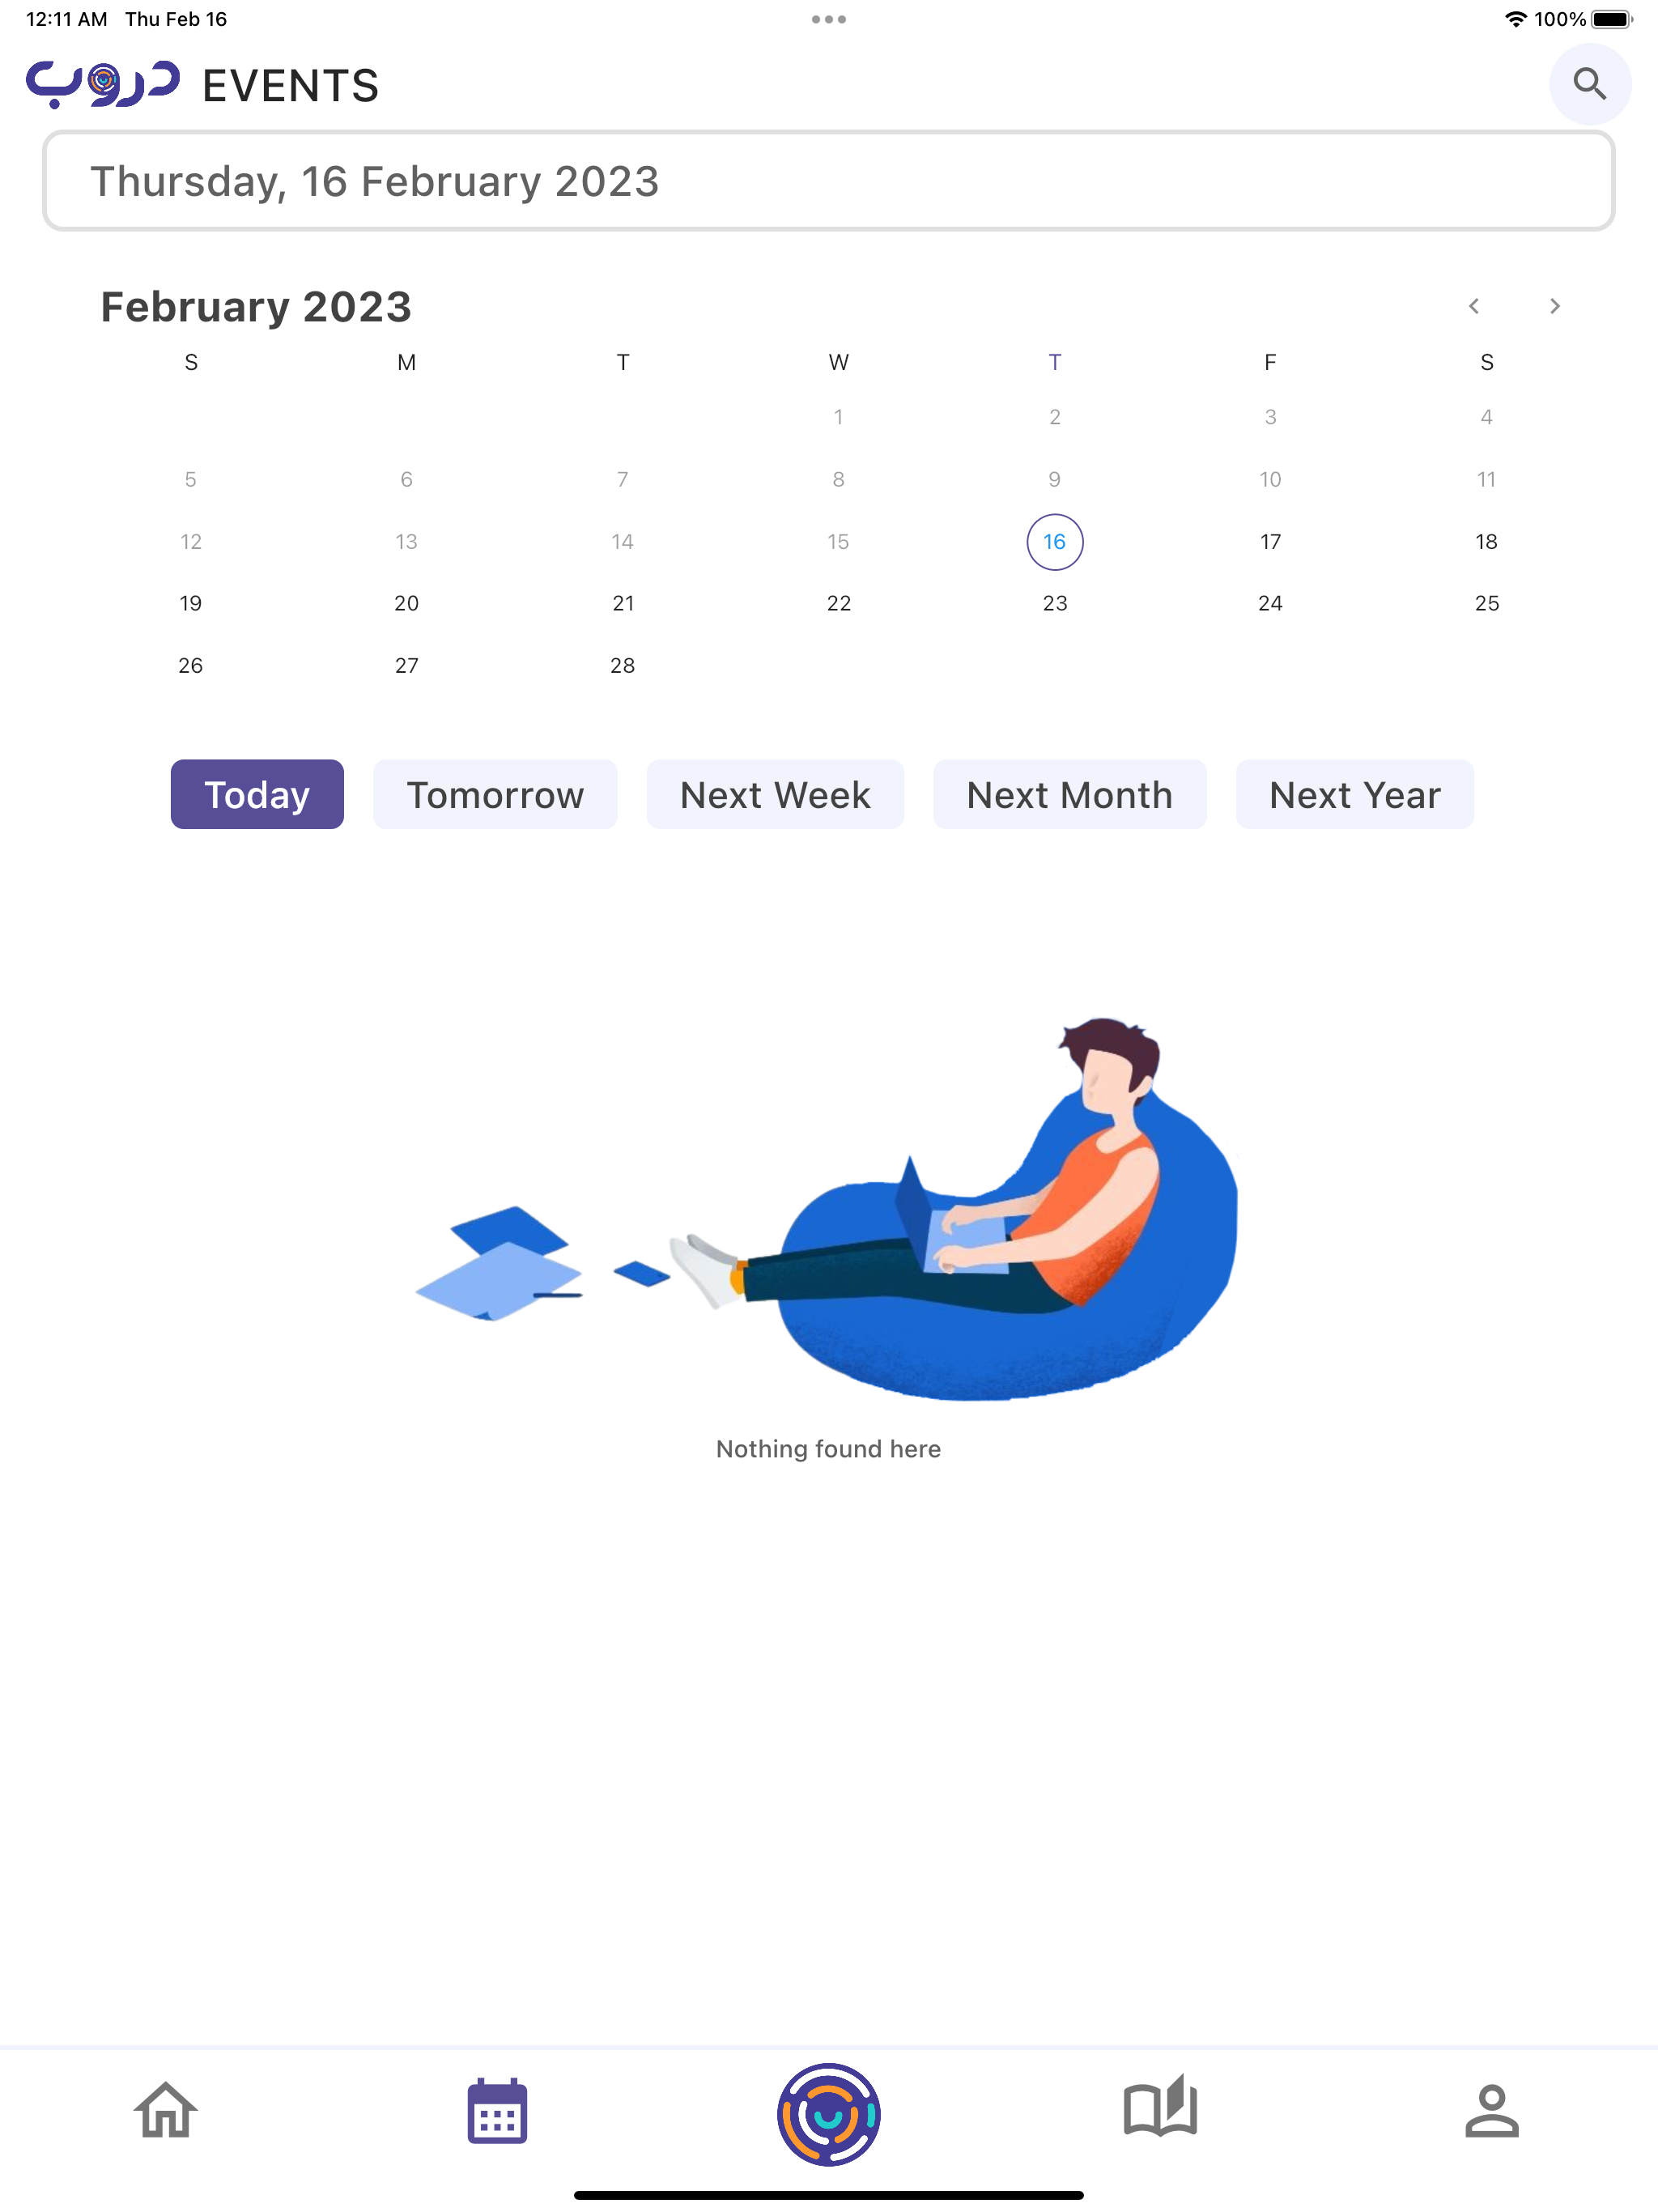 12:11 AM Thu Feb 16 100%
دروب EVENTS
Thursday, 16 February 2023
February 2023
S M T W T F S
1 2 3 4
5 6 7 8 9 10 11
12 13 14 15 16 17 18
19 20 21 22 23 24 25
26 27 28
Today Tomorrow Next Week Next Month Next Year
Nothing found here